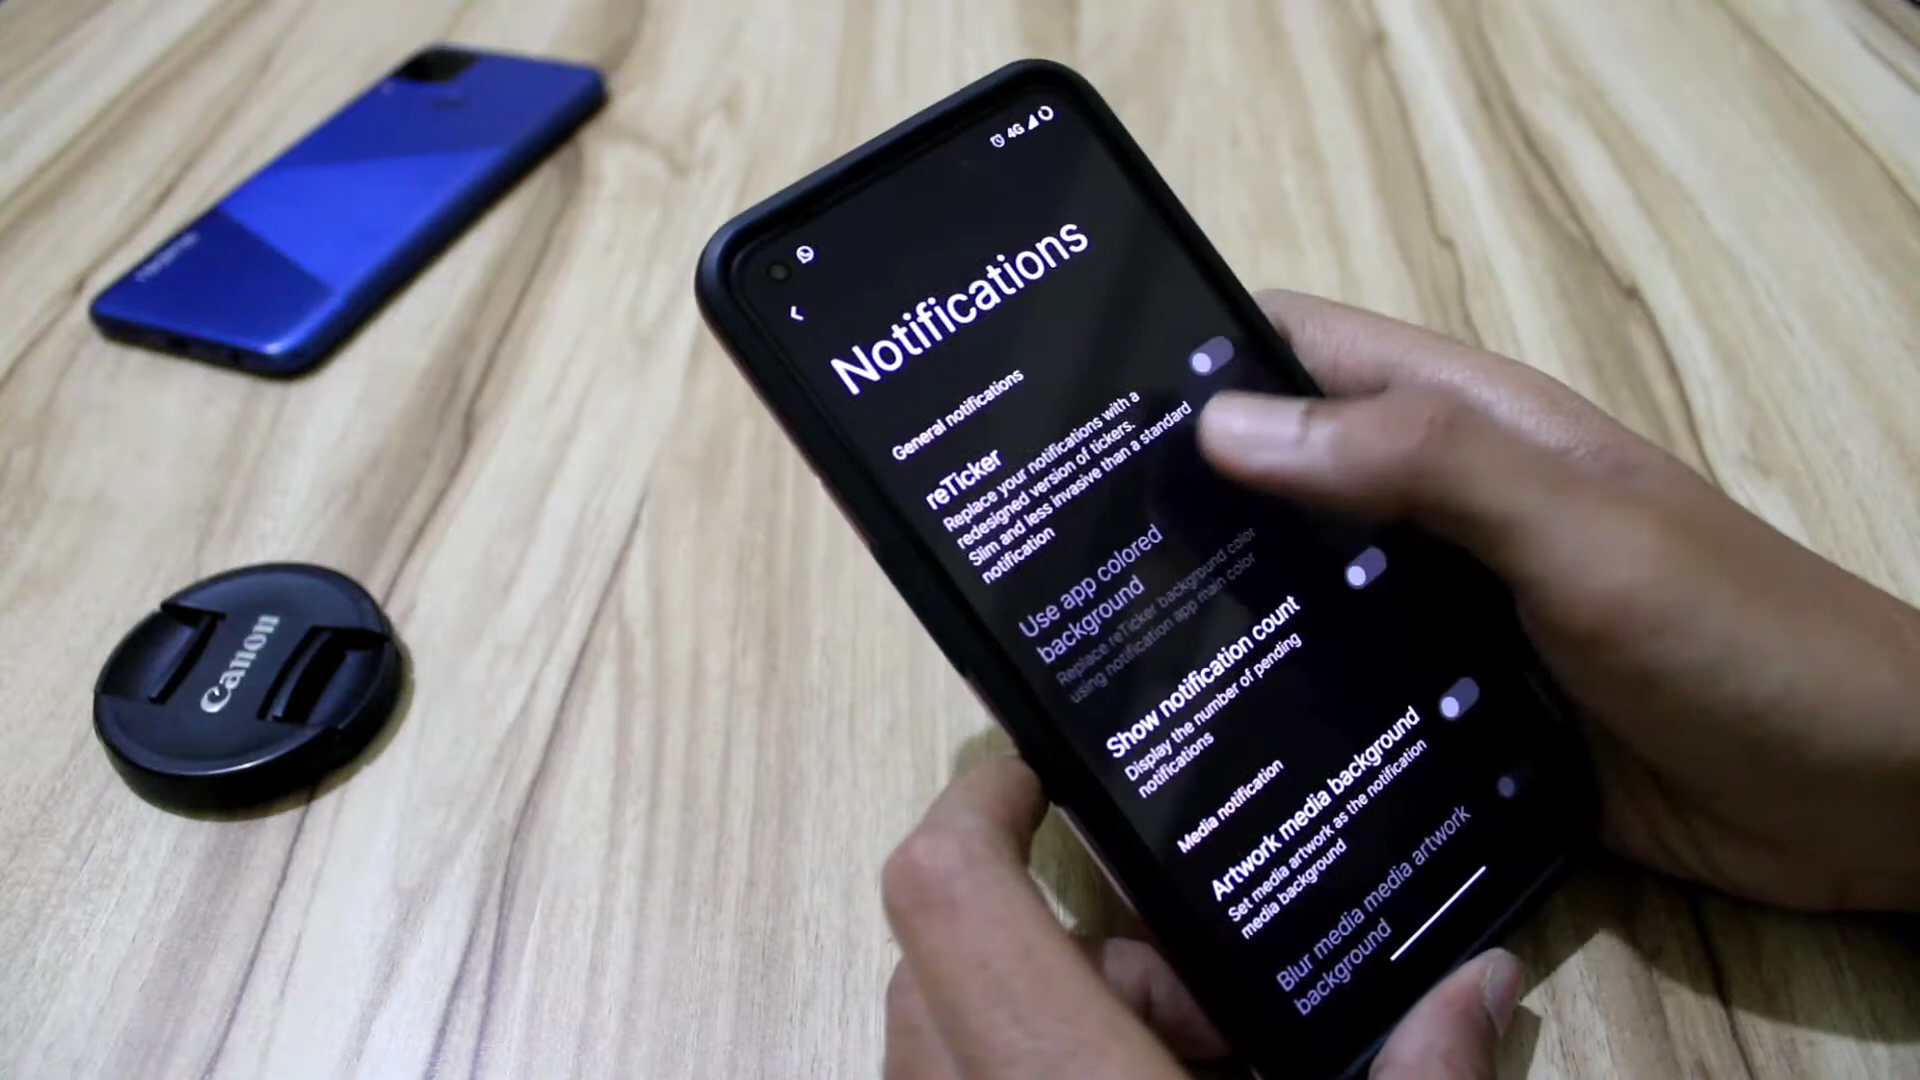 4G
Notifications
General notifications
reTicker
Replace your notifications with a
redesigned version of tickers.
Slim and less invasive than a standard
notification
Use app colored
background
Replace reTicker background color
using notification app main color
Show notification count
Display the number of pending
notifications
Media notification
Artwork media background
Set media artwork as the notification
media background
Blur media media artwork
background
Canon